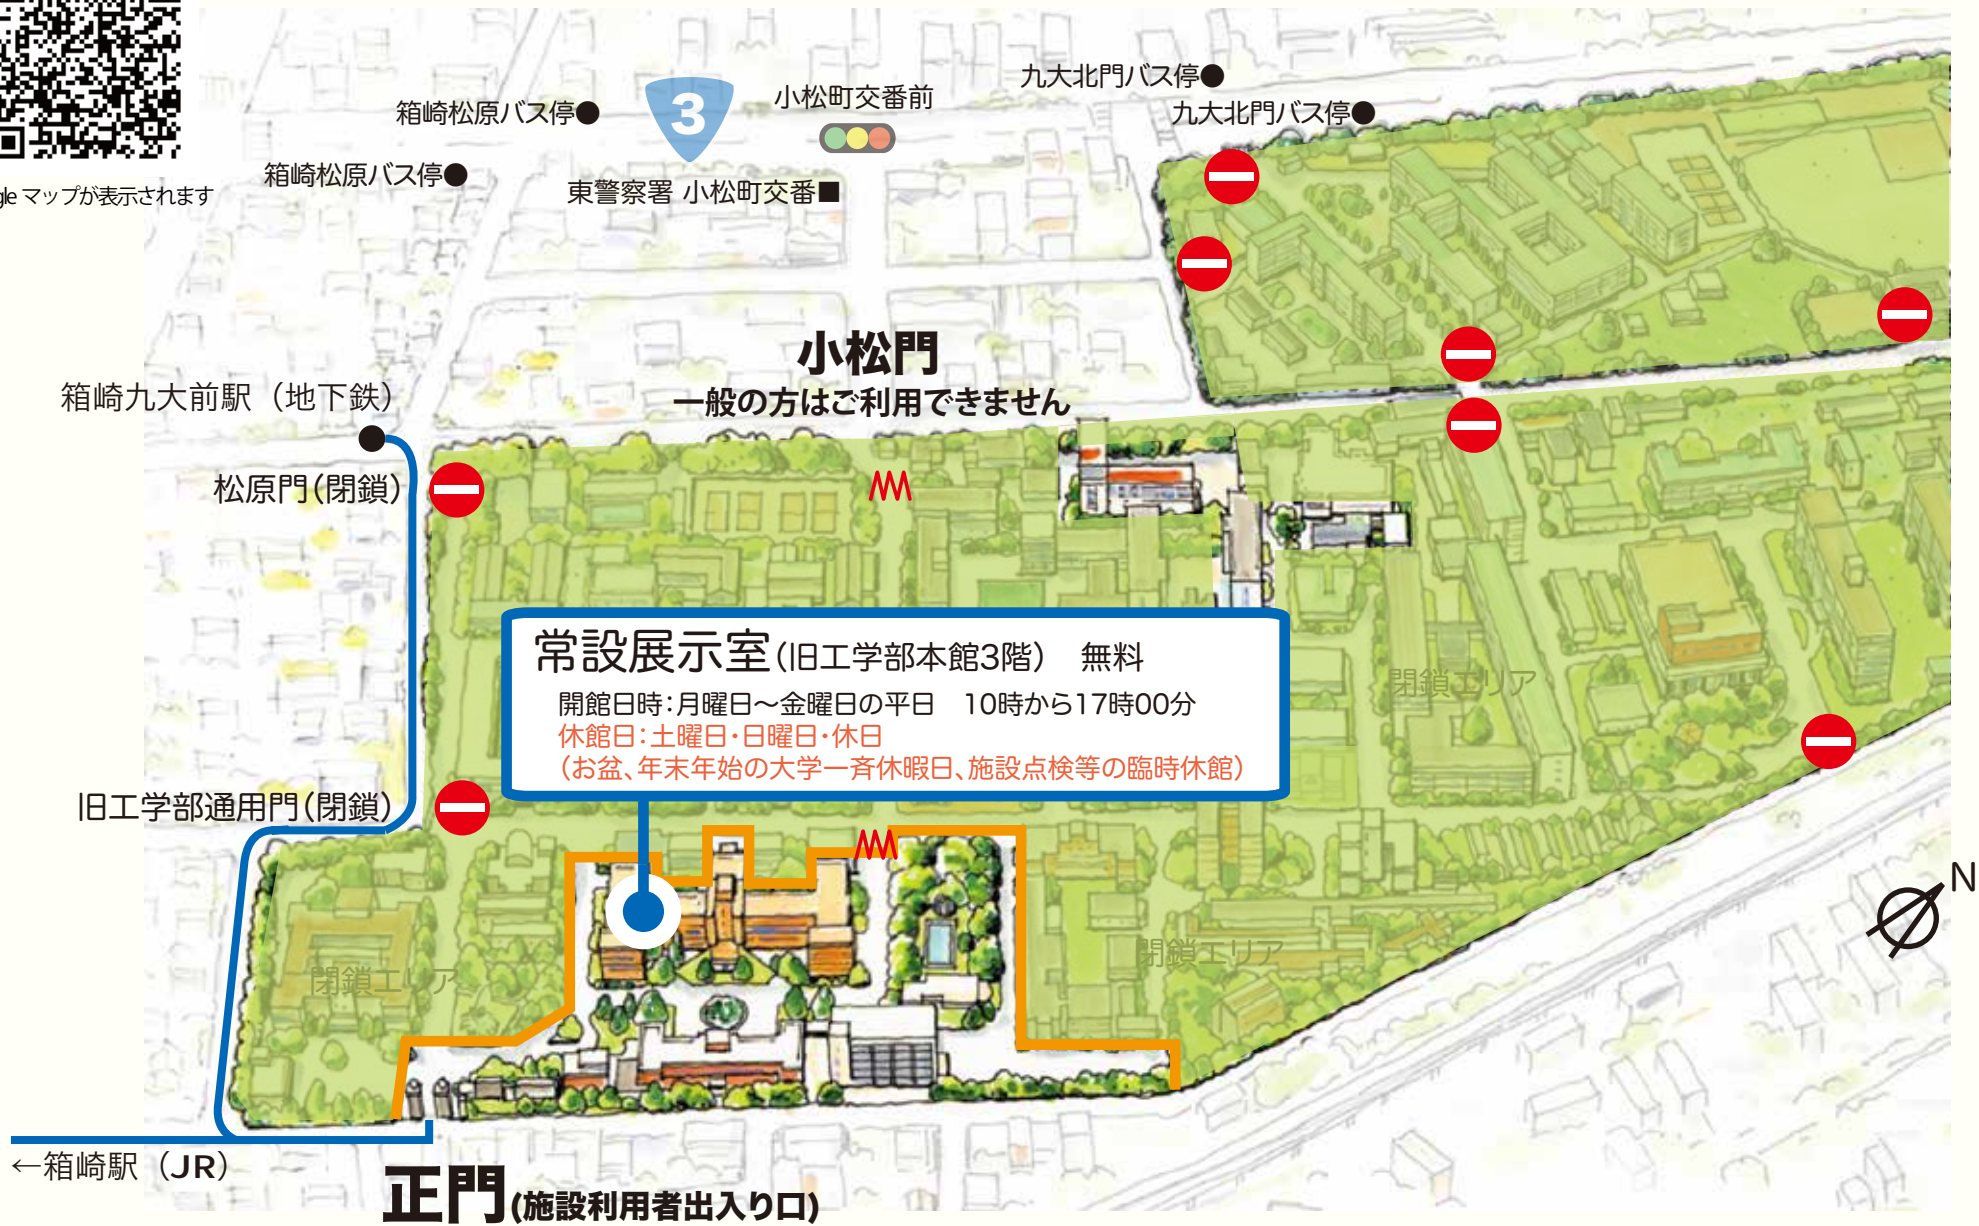 九大北門バス停●
小松町交番前
箱崎松原バス停●
3
九大北門バス停●
箱崎松原バス停●
東警察署 小松町交番■
gle マップが表示されます
小松門
一般の方はご利用できません
箱崎九大前駅（地下鉄）
松原門(閉鎖)
常設展示室(旧工学部本館3階)　無料
開館日時：月曜日～金曜日の平日　10時から17時00分
休館日：土曜日・日曜日・休日
(お盆、年末年始の大学一斉休暇日、施設点検等の臨時休館)
閉鎖エリア
旧工学部通用門(閉鎖)
N
閉鎖エリア
閉鎖エリア
←箱崎駅（JR）
正門(施設利用者出入り口)